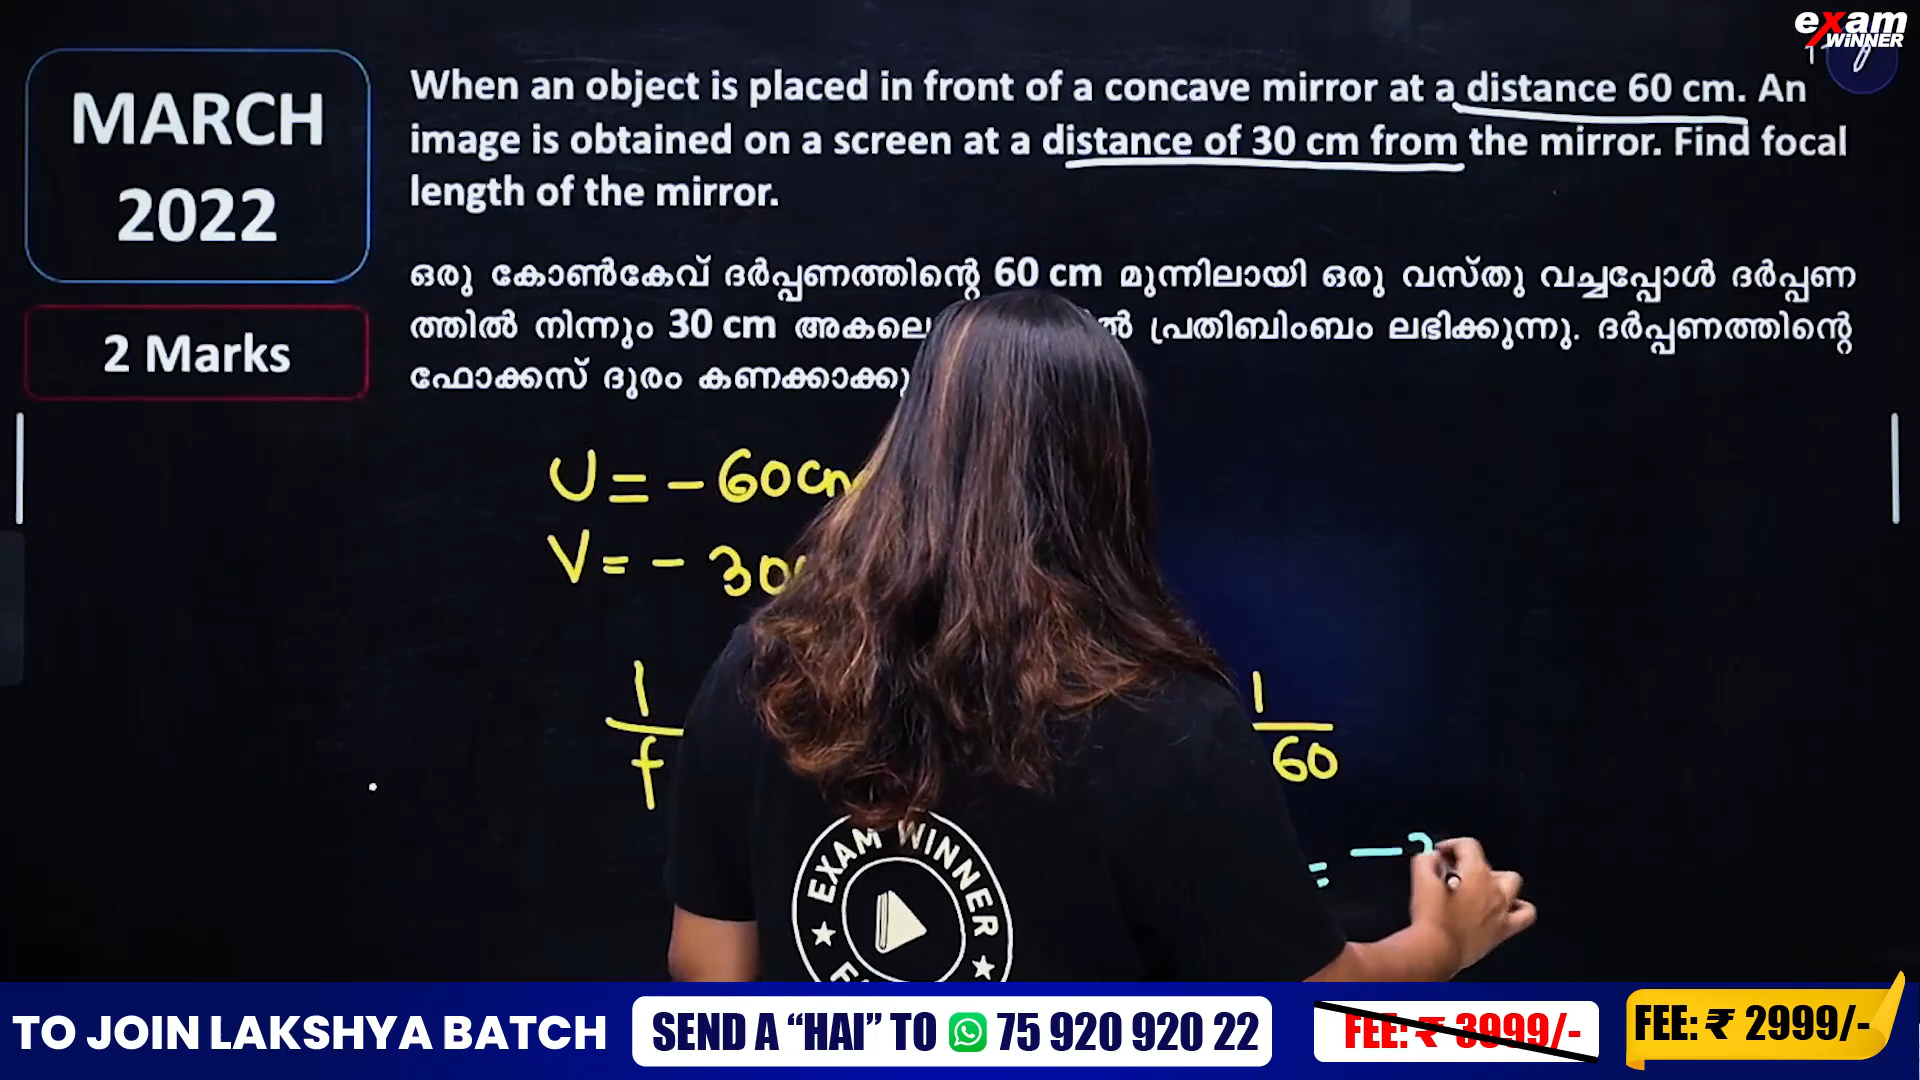 exam
WiNNER
MARCH
2022
2 Marks
When an object is placed in front of a concave mirror at a distance 60 cm. An
image is obtained on a screen at a distance of 30 cm from the mirror. Find focal
length of the mirror.
ഒരു കോൺകേവ് ദർപ്പണത്തിന്റെ 60 cm മുന്നിലായി ഒരു വസ്തു വച്ചപ്പോൾ ദർപ്പണ
ത്തിൽ നിന്നും 30 cm അകലെ പ്രതിബിംബം ലഭിക്കുന്നു. ദർപ്പണത്തിന്റെ
ഫോക്കസ് ദൂരം കണക്കാക്കു
U = - 60cm
V = - 30
1
f
1
60
= -
EXAM WINNER
TO JOIN LAKSHYA BATCH
SEND A “HAI” TO 75 920 920 22
FEE: ₹ 3999/-
FEE: ₹ 2999/-